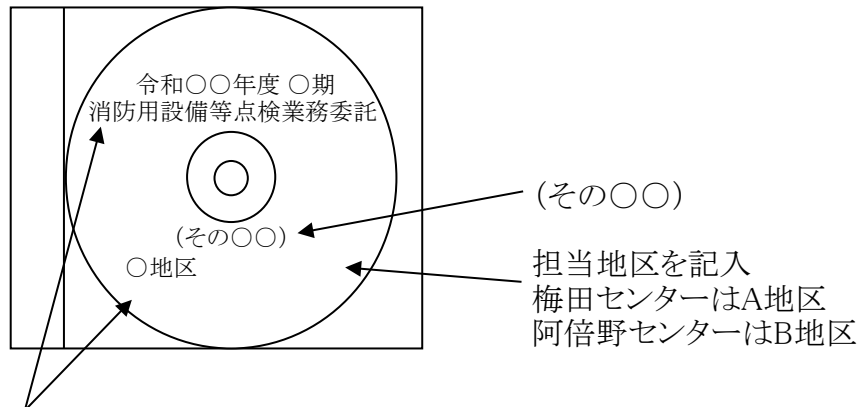 令和○○年度 ○期
消防用設備等点検業務委託
(その○○)
○地区
(その○○)
担当地区を記入
梅田センターはA地区
阿倍野センターはB地区